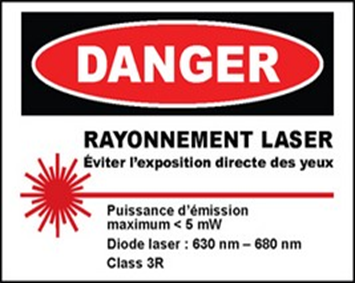 DANGER
RAYONNEMENT LASER
Éviter l'exposition directe des yeux
Puissance d'émission
maximum < 5 mW
Diode laser : 630 nm – 680 nm
Class 3R